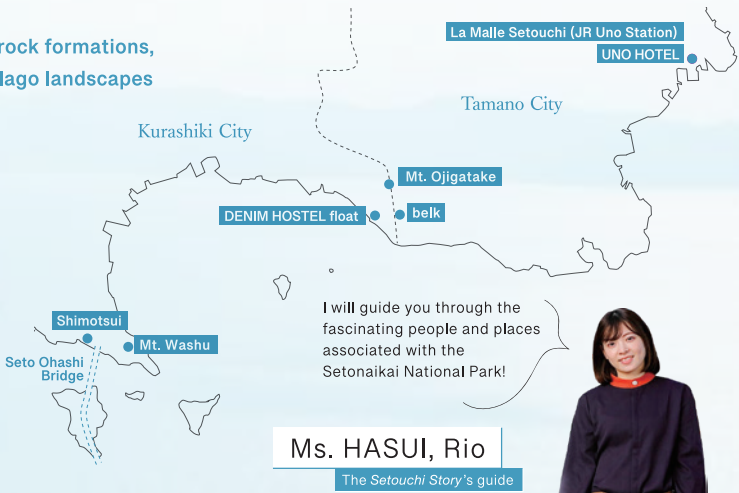 rock formations,
lago landscapes
La Malle Setouchi (JR Uno Station)
UNO HOTEL
Tamano City
Kurashiki City
Mt. Ojigatake
DENIM HOSTEL float
belk
I will guide you through the
fascinating people and places
associated with the
Setonaikai National Park!
Shimotsui
Mt. Washu
Seto Ohashi
Bridge
Ms. HASUI, Rio
The Setouchi Story's guide